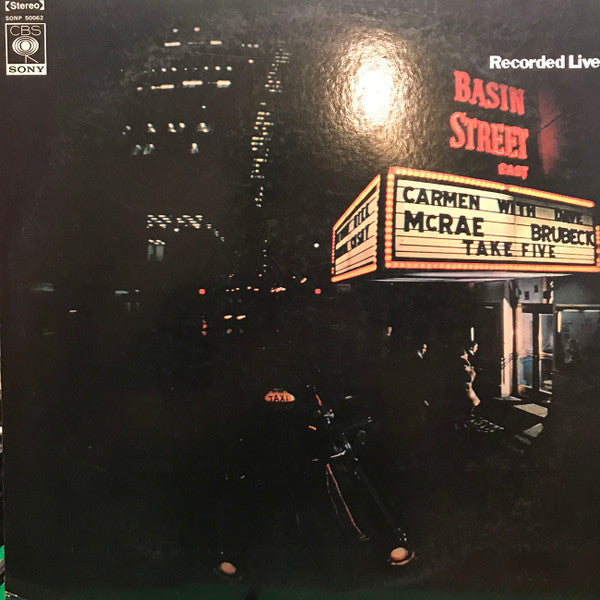 【Stereo】
SONP 50062
CBS
SONY
Recorded Live
BASIN
STREET
EAST
CARMEN WITH DAVE
McRAE BRUBECK
TAKE FIVE
TAXI